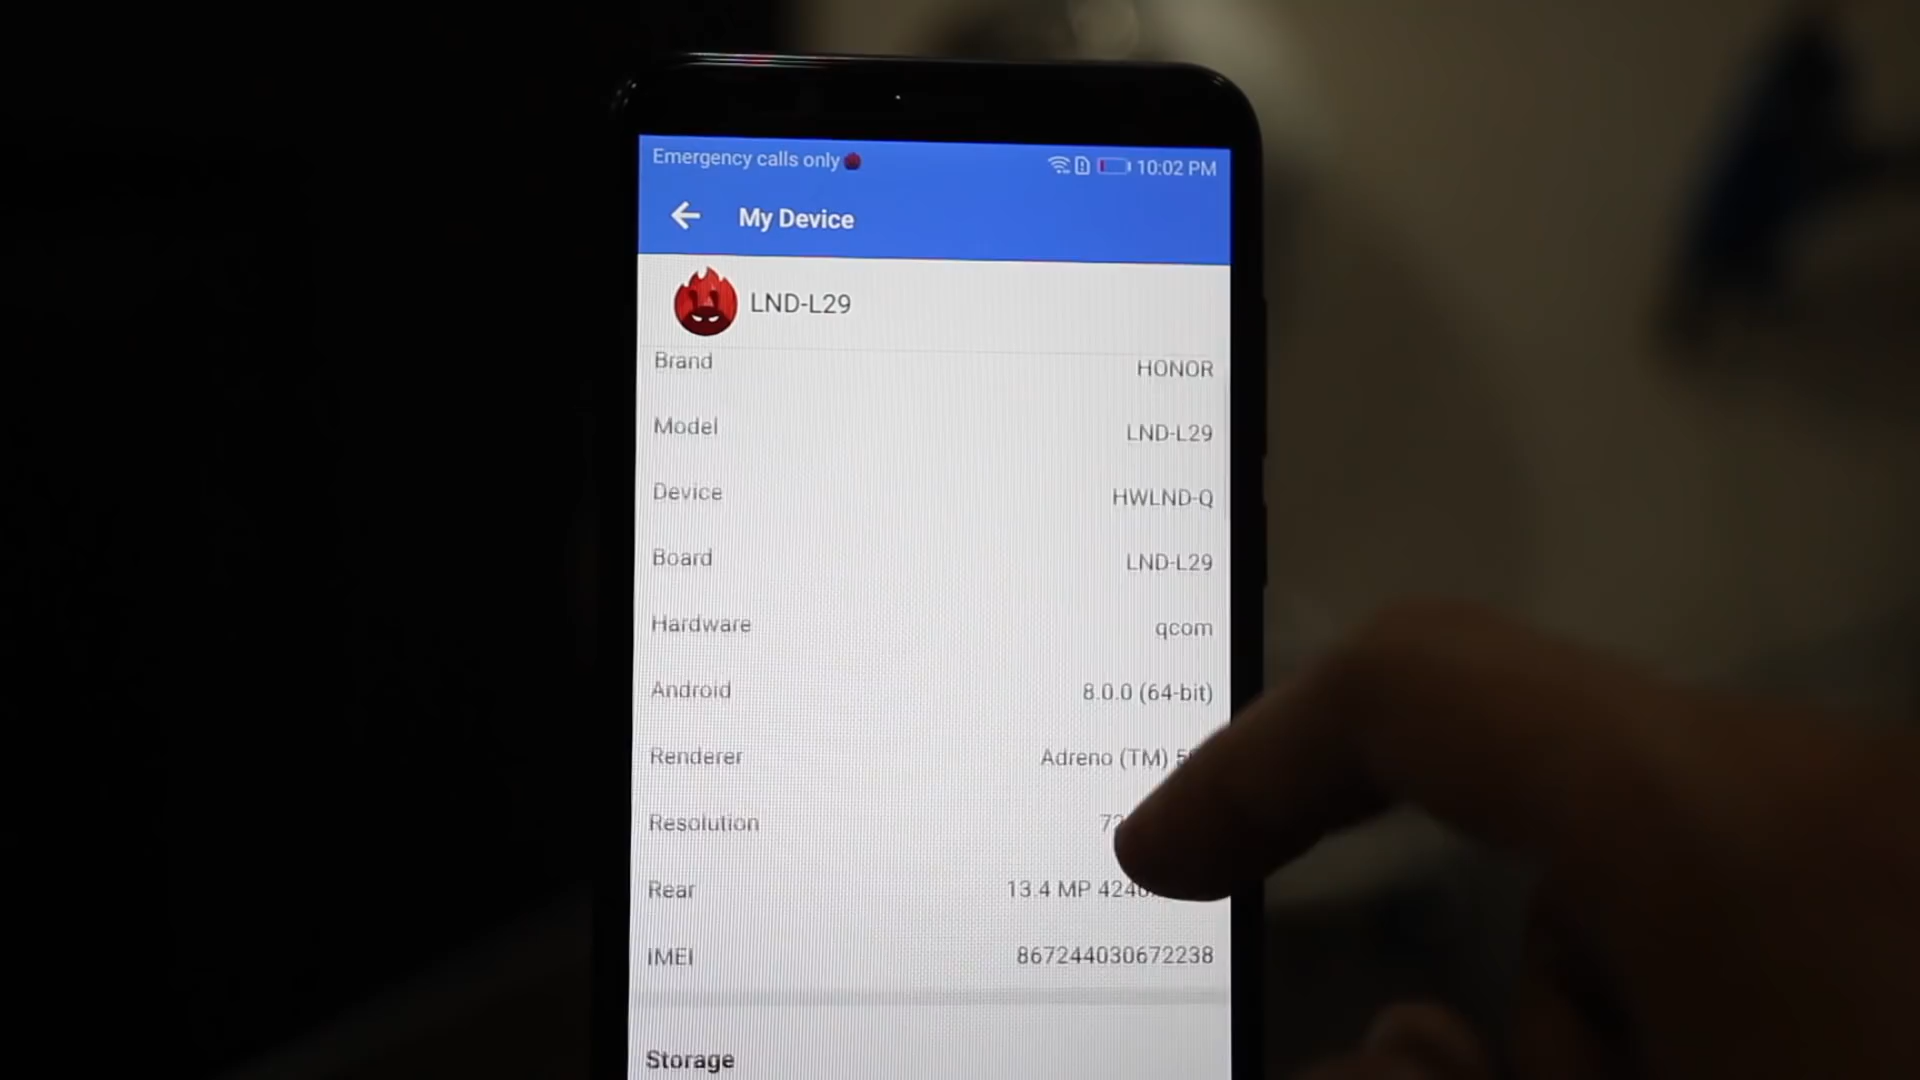 Emergency calls only
10:02 PM
My Device
LND-L29
Brand HONOR
Model LND-L29
Device HWLND-Q
Board LND-L29
Hardware qcom
Android 8.0.0 (64-bit)
Renderer Adreno (TM)
Resolution
Rear 13.4 MP
IMEI 867244030672238
Storage